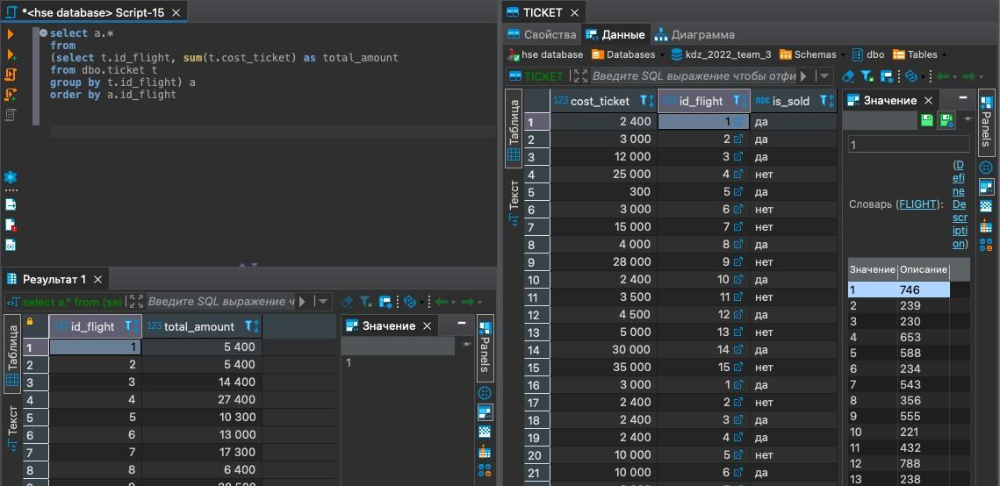 *<hse database> Script-15
select a.*
from
(select t.id_flight, sum(t.cost_ticket) as total_amount
from dbo.ticket t
group by t.id_flight) a
order by a.id_flight
Результат 1
select a.* from (sel
Введите SQL выражение ч
Таблица
Текст
123 id_flight 123 total_amount
1 1 5 400
2 2 5 400
3 3 14 400
4 4 27 400
5 5 10 300
6 6 13 000
7 7 17 300
8 8 6 400
Значение
1
Panels
TICKET
Свойства Данные Диаграмма
hse database Databases kdz_2022_team_3 Schemas dbo Tables
TICKET Введите SQL выражение чтобы отфи
Таблица
Текст
123 cost_ticket 123 id_flight ABC is_sold
1 2 400 1 да
2 3 000 2 да
3 12 000 3 да
4 25 000 4 нет
5 300 5 да
6 3 000 6 нет
7 15 000 7 нет
8 4 000 8 да
9 28 000 9 нет
10 2 400 10 да
11 3 500 11 нет
12 4 500 12 да
13 5 000 13 нет
14 30 000 14 да
15 35 000 15 нет
16 3 000 1 да
17 2 400 2 нет
18 2 400 3 да
19 2 400 4 да
20 10 000 5 нет
21 10 000 6 да
Значение
1
Словарь (FLIGHT):
(D
efi
ne
De
scr
ipti
on)
Значение Описание
1 746
2 239
3 230
4 653
5 588
6 234
7 543
8 356
9 555
10 221
11 432
12 788
13 238
Panels